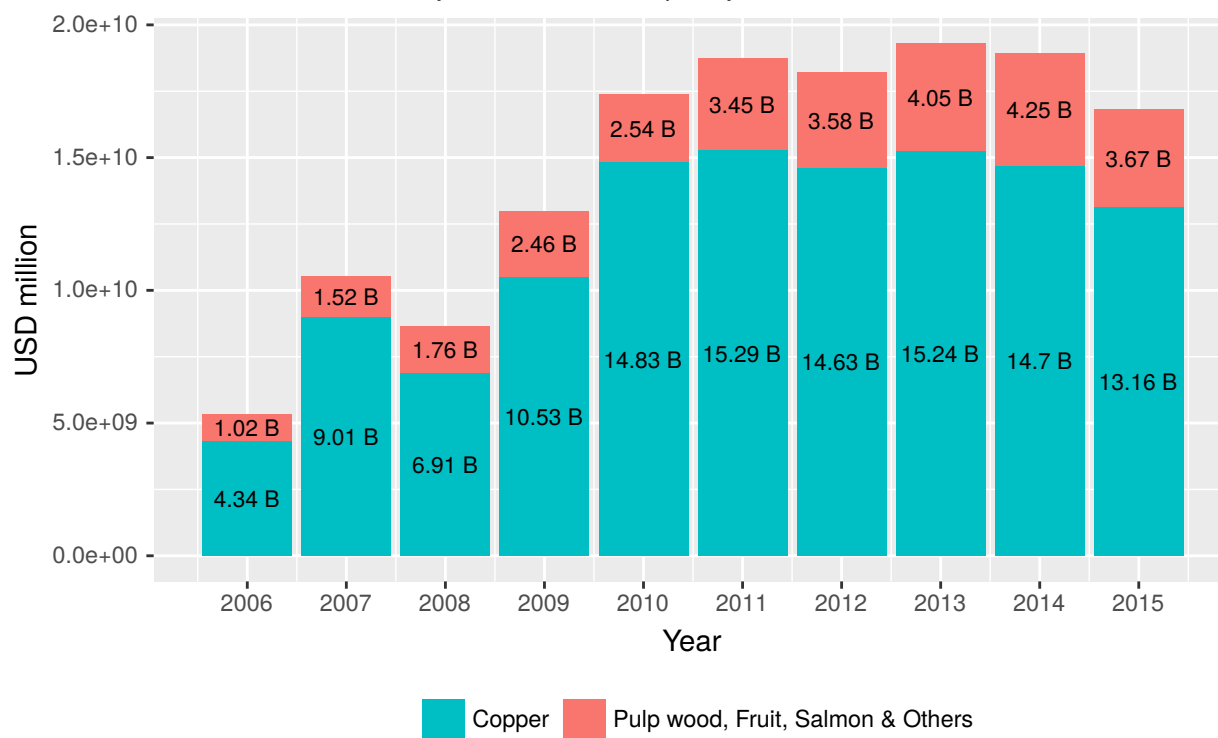 2.0e+10
1.5e+10
1.0e+10
5.0e+09
0.0e+00
USD million
1.02 B
4.34 B
1.52 B
9.01 B
1.76 B
6.91 B
2.46 B
10.53 B
2.54 B
14.83 B
3.45 B
15.29 B
3.58 B
14.63 B
4.05 B
15.24 B
4.25 B
14.7 B
3.67 B
13.16 B
2006 2007 2008 2009 2010 2011 2012 2013 2014 2015
Year
Copper Pulp wood, Fruit, Salmon & Others